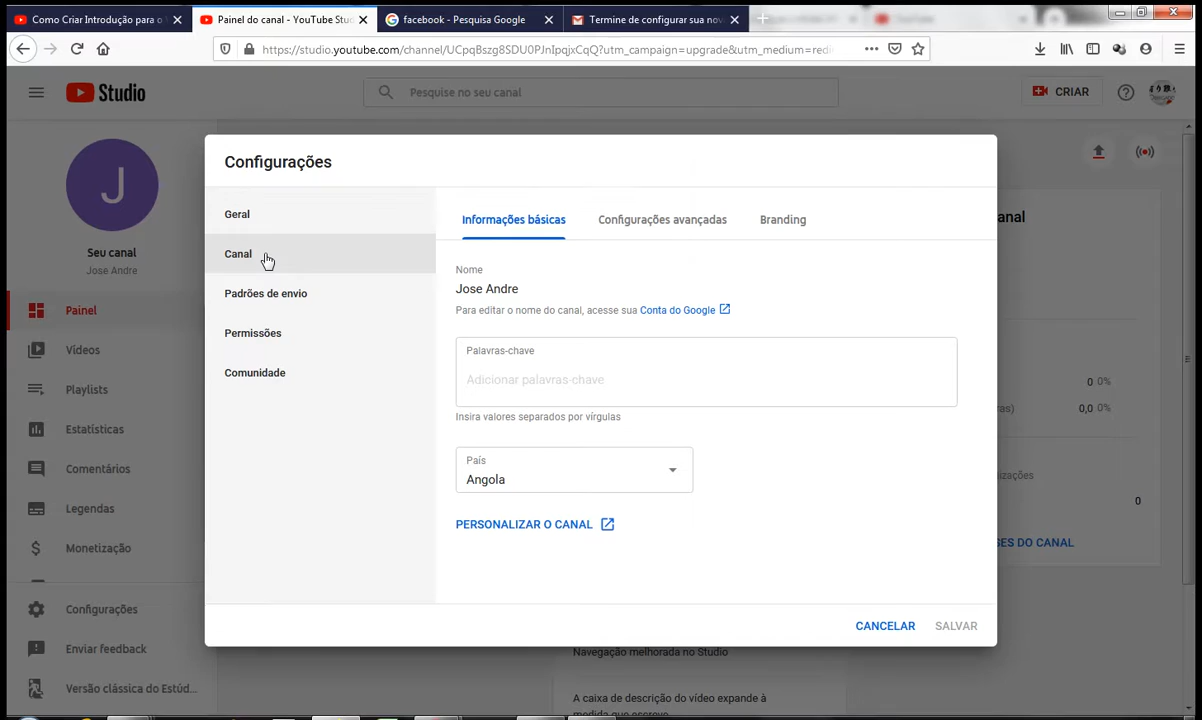 Como Criar Introdução para o
Painel do canal - YouTube Stu
facebook - Pesquisa Google
Termine de configurar sua nov
https://studio.youtube.com/channel/UCpqBszg8SDU0PJnIpqjxCqQ?utm_campaign=upgrade&utm_medium=redi
Studio
Pesquise no seu canal
CRIAR
J
Seu canal
Jose Andre
Painel
Vídeos
Playlists
Estatísticas
Comentários
Legendas
Monetização
Configurações
Enviar feedback
Versão clássica do Estúd...
Configurações
Geral
Canal
Padrões de envio
Permissões
Comunidade
Informações básicas
Configurações avançadas
Branding
Nome
Jose Andre
Para editar o nome do canal, acesse sua Conta do Google
Palavras-chave
Adicionar palavras-chave
Insira valores separados por vírgulas
País
Angola
PERSONALIZAR O CANAL
CANCELAR
SALVAR
anal
0 0%
as) 0,0 0%
izações
0
ES DO CANAL
Navegação melhorada no Studio
A caixa de descrição do vídeo expande à
medida que escreve